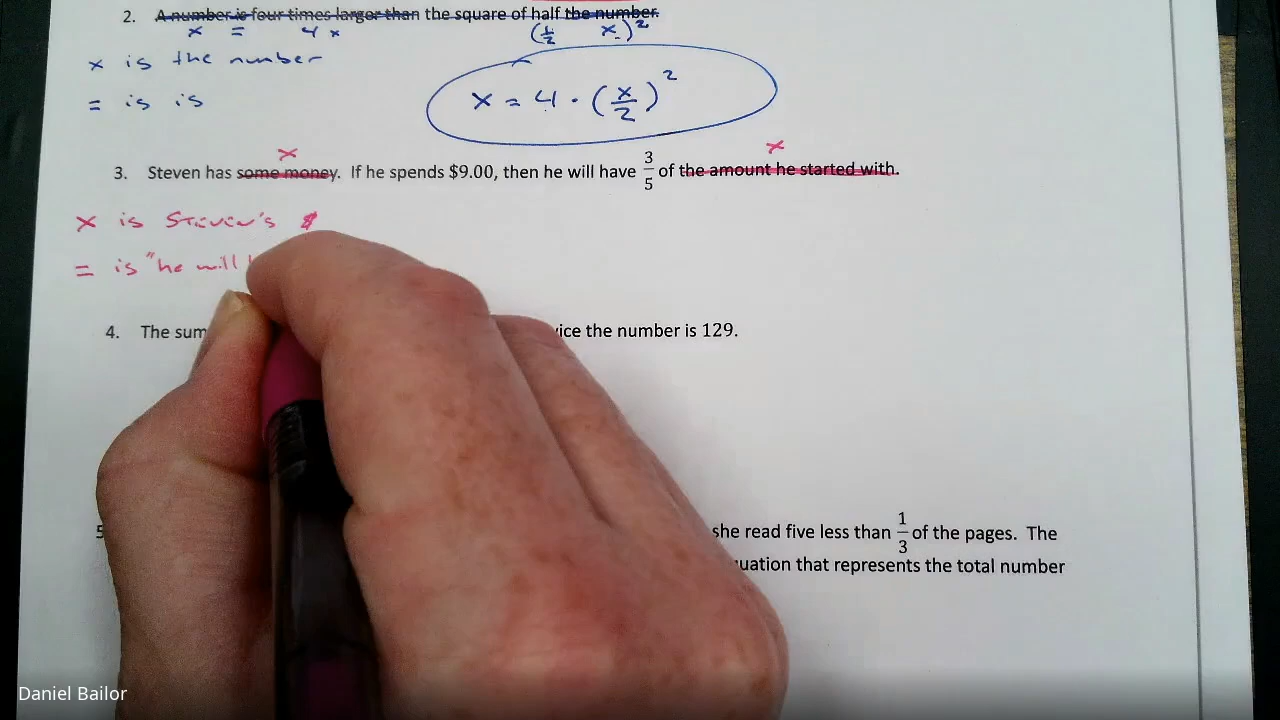 2. A number is four times larger than the square of half the number.
x = 4 x (1/2 x)²
x is the number
= is is
x = 4 · (x/2)²
x x
3. Steven has some money. If he spends $9.00, then he will have 3/5 of the amount he started with.
x is Steven's $
= is "he will
4. The sum ice the number is 129.
5 she read five less than 1/3 of the pages. The
uation that represents the total number
Daniel Bailor